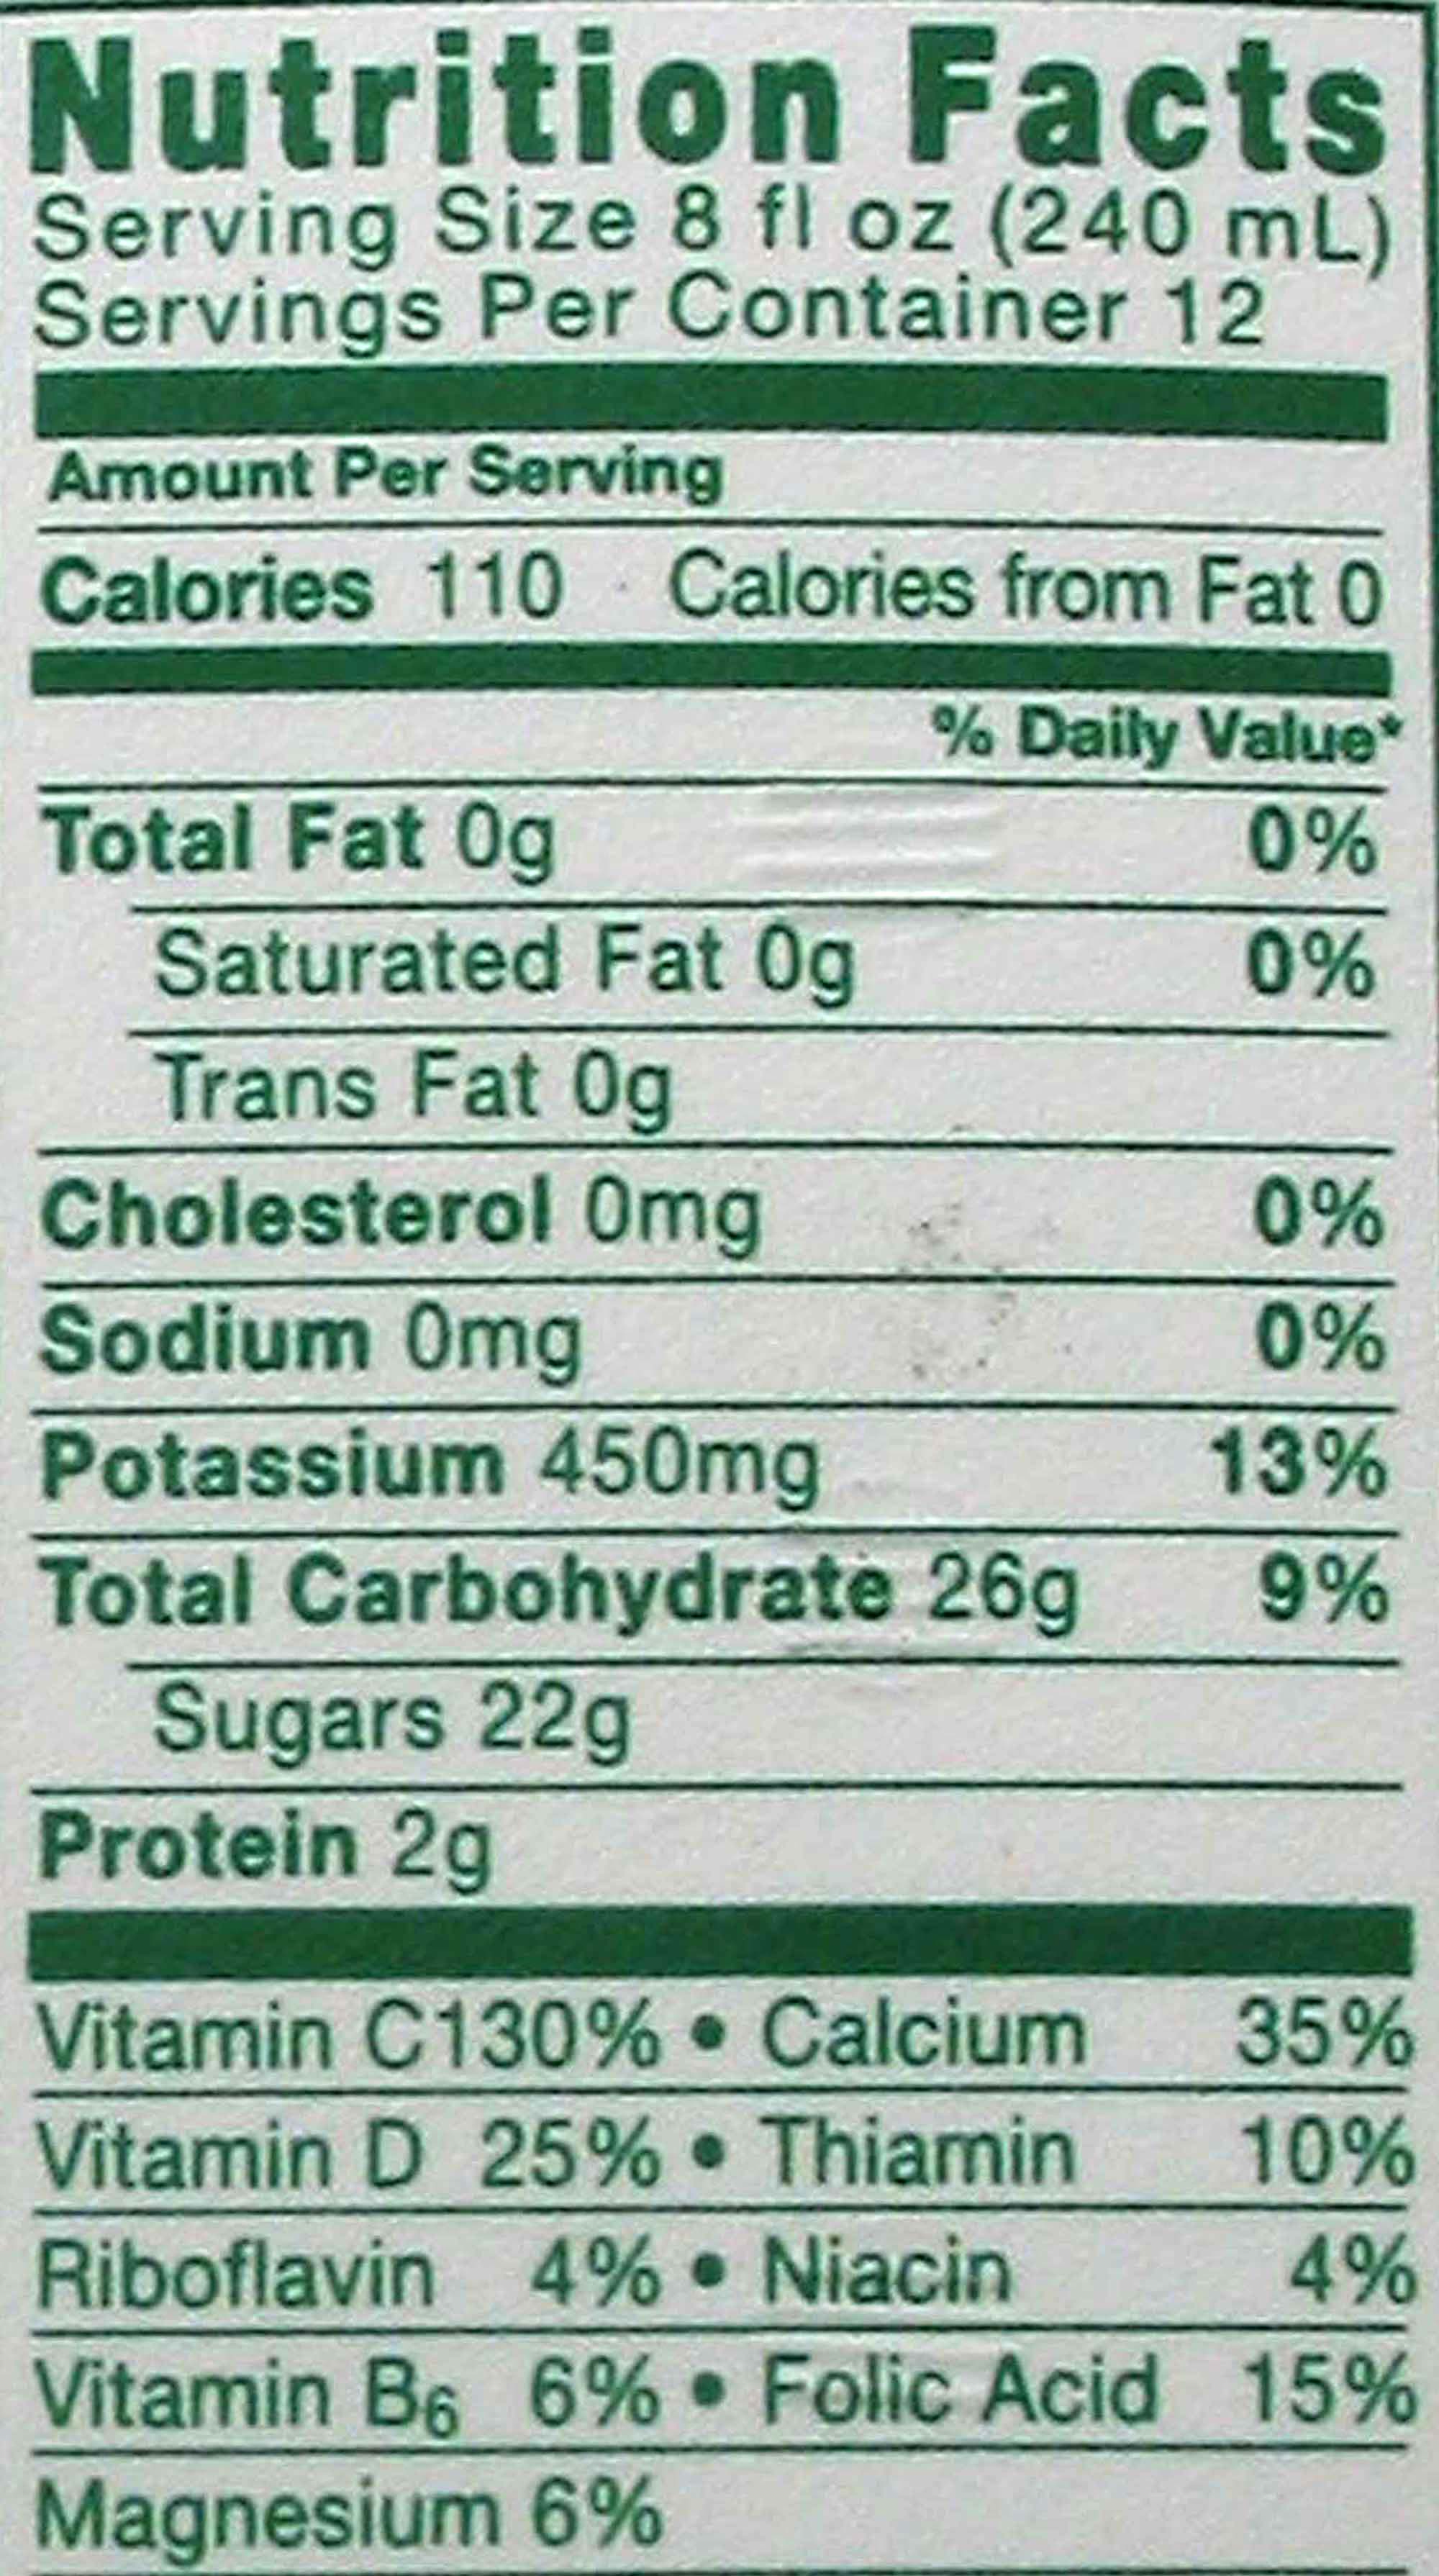 Nutrition Facts
Serving Size 8 fl oz (240 mL)
Servings Per Container 12
Amount Per Serving
Calories 110 Calories from Fat 0
% Daily Value*
Total Fat 0g 0%
Saturated Fat 0g 0%
Trans Fat 0g
Cholesterol 0mg 0%
Sodium 0mg 0%
Potassium 450mg 13%
Total Carbohydrate 26g 9%
Sugars 22g
Protein 2g
Vitamin C130% • Calcium 35%
Vitamin D 25% • Thiamin 10%
Riboflavin 4% • Niacin 4%
Vitamin B6 6% • Folic Acid 15%
Magnesium 6%